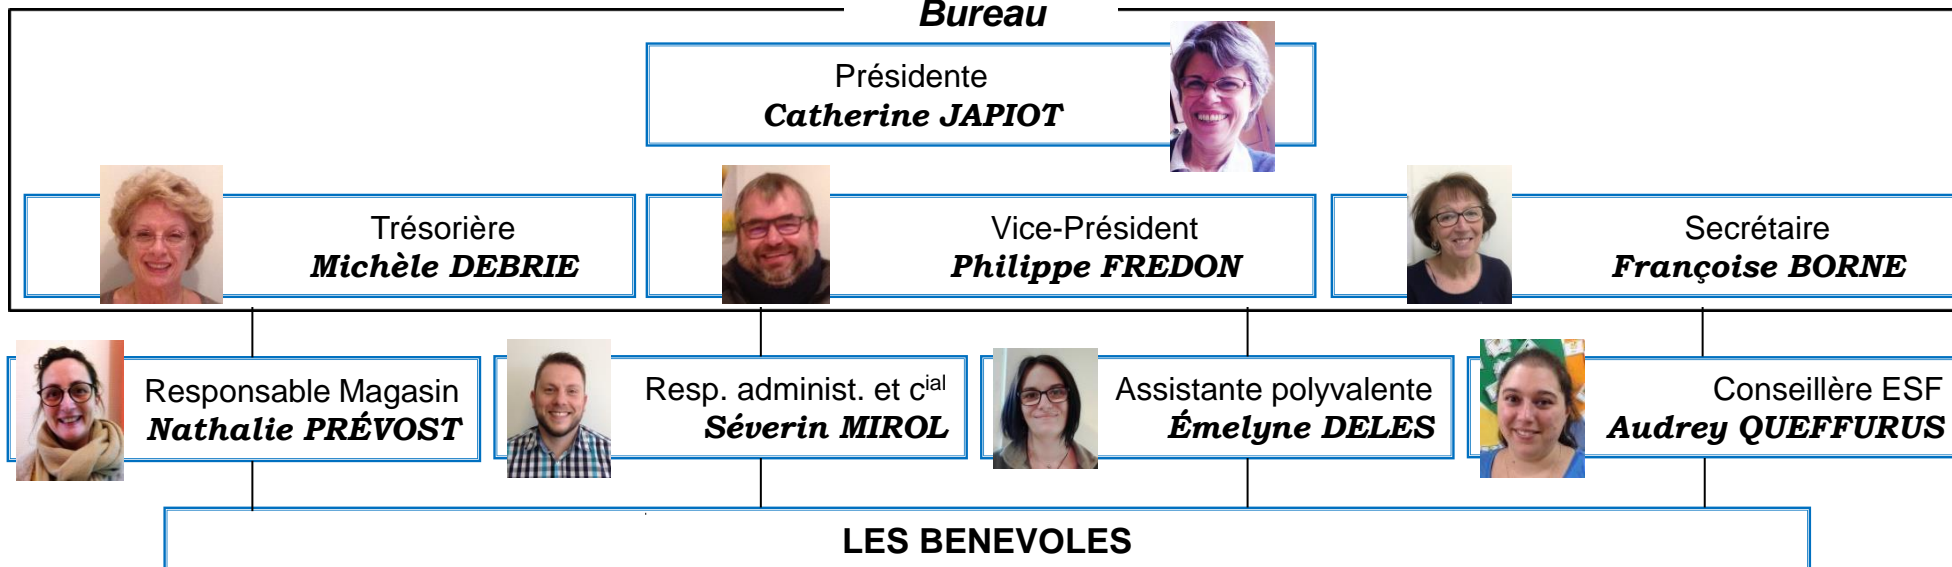 Bureau
Présidente
Catherine JAPIOT
Trésorière
Michèle DEBRIE
Vice-Président
Philippe FREDON
Secrétaire
Françoise BORNE
Responsable Magasin
Nathalie PRÉVOST
Resp. administ. et cial
Séverin MIROL
Assistante polyvalente
Émelyne DELES
Conseillère ESF
Audrey QUEFFURUS
LES BENEVOLES